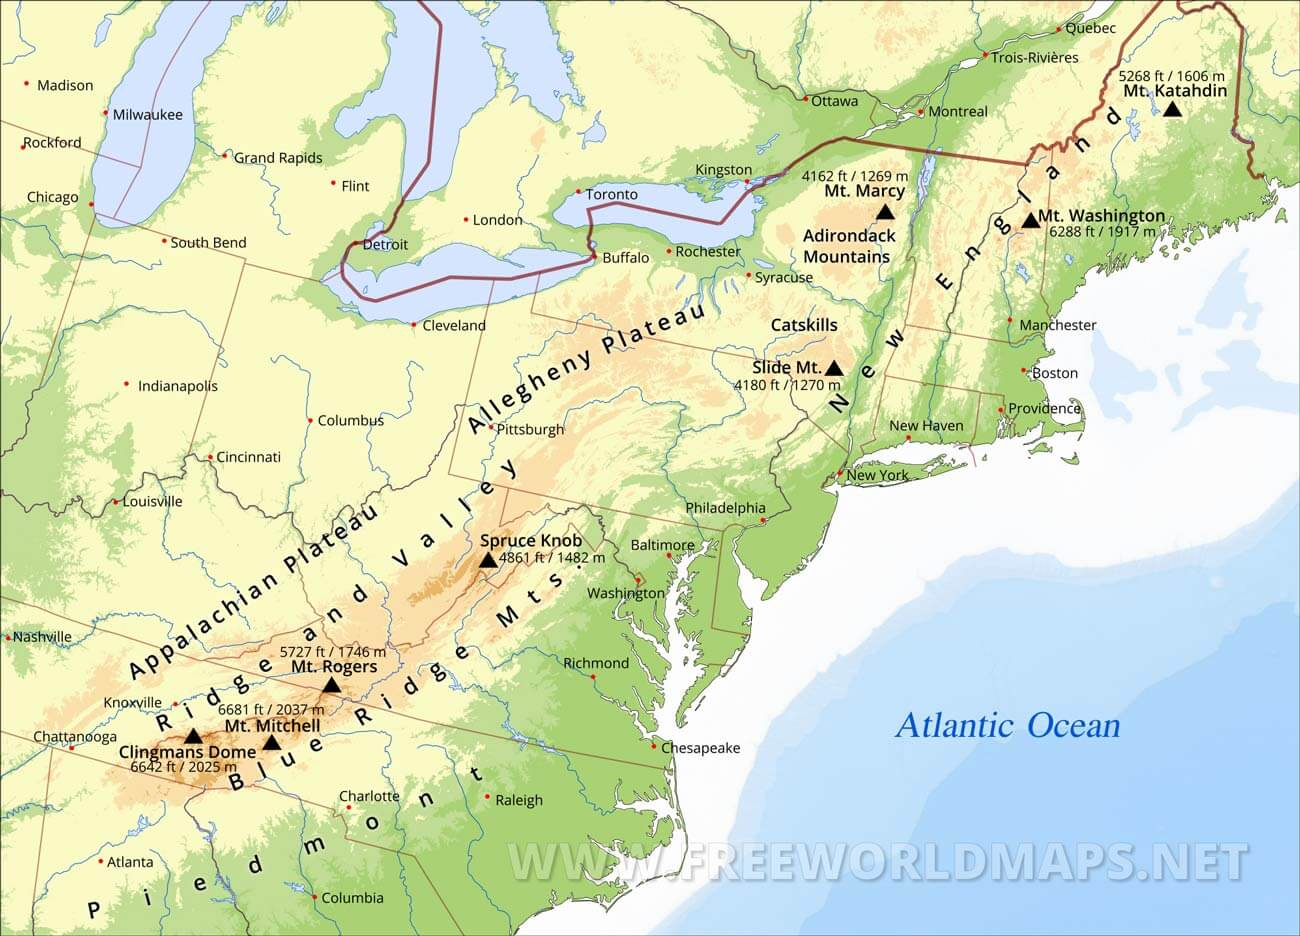 Quebec
Trois-Rivières
5268 ft / 1606 m
Mt. Katahdin
Madison
Ottawa
Milwaukee
Montreal
Rockford
Grand Rapids
Kingston
4162 ft / 1269 m
Flint
Mt. Marcy
Chicago
Toronto
London
Mt. Washington
6288 ft / 1917 m
South Bend
Detroit
Adirondack
Mountains
Buffalo
Rochester
Syracuse
New England
Cleveland
Allegheny Plateau
Catskills
Manchester
Slide Mt.
4180 ft / 1270 m
Boston
Indianapolis
Columbus
Providence
Pittsburgh
New Haven
Cincinnati
New York
Louisville
Philadelphia
Appalachian Plateau
Ridge and Valley
Spruce Knob
4861 ft / 1482 m
Baltimore
Washington
Blue Ridge Mts.
Nashville
5727 ft / 1746 m
Mt. Rogers
Richmond
Knoxville
6681 ft / 2037 m
Mt. Mitchell
Chattanooga
Clingmans Dome
6642 ft / 2025 m
Atlantic Ocean
Chesapeake
Charlotte
Raleigh
Piedmont
Atlanta
WWW.FREEWORLDMAPS.NET
Columbia